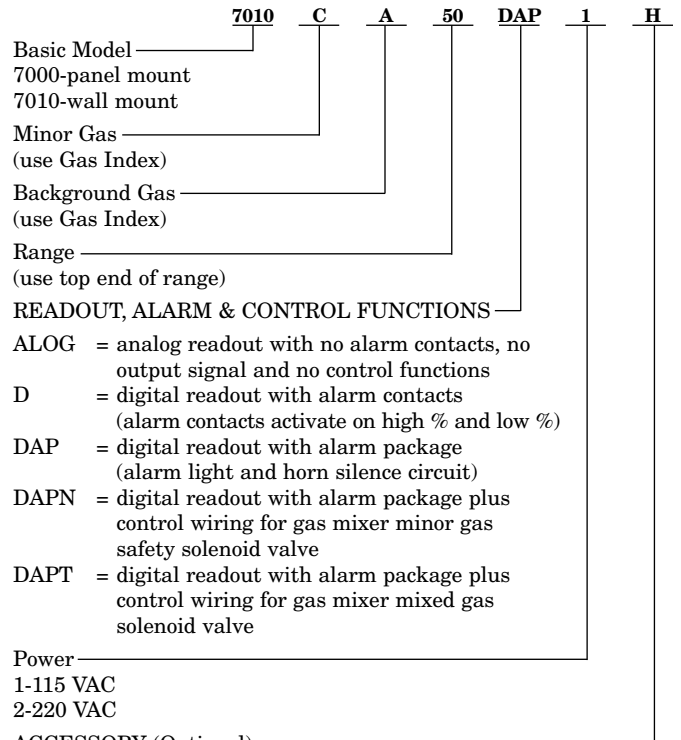 7010 C A 50 DAP 1 H
Basic Model
7000-panel mount
7010-wall mount
Minor Gas
(use Gas Index)
Background Gas
(use Gas Index)
Range
(use top end of range)
READOUT, ALARM & CONTROL FUNCTIONS
ALOG = analog readout with no alarm contacts, no
output signal and no control functions
D = digital readout with alarm contacts
(alarm contacts activate on high % and low %)
DAP = digital readout with alarm package
(alarm light and horn silence circuit)
DAPN = digital readout with alarm package plus
control wiring for gas mixer minor gas
safety solenoid valve
DAPT = digital readout with alarm package plus
control wiring for gas mixer mixed gas
solenoid valve
Power
1-115 VAC
2-220 VAC
ACCESSORY (Optional)